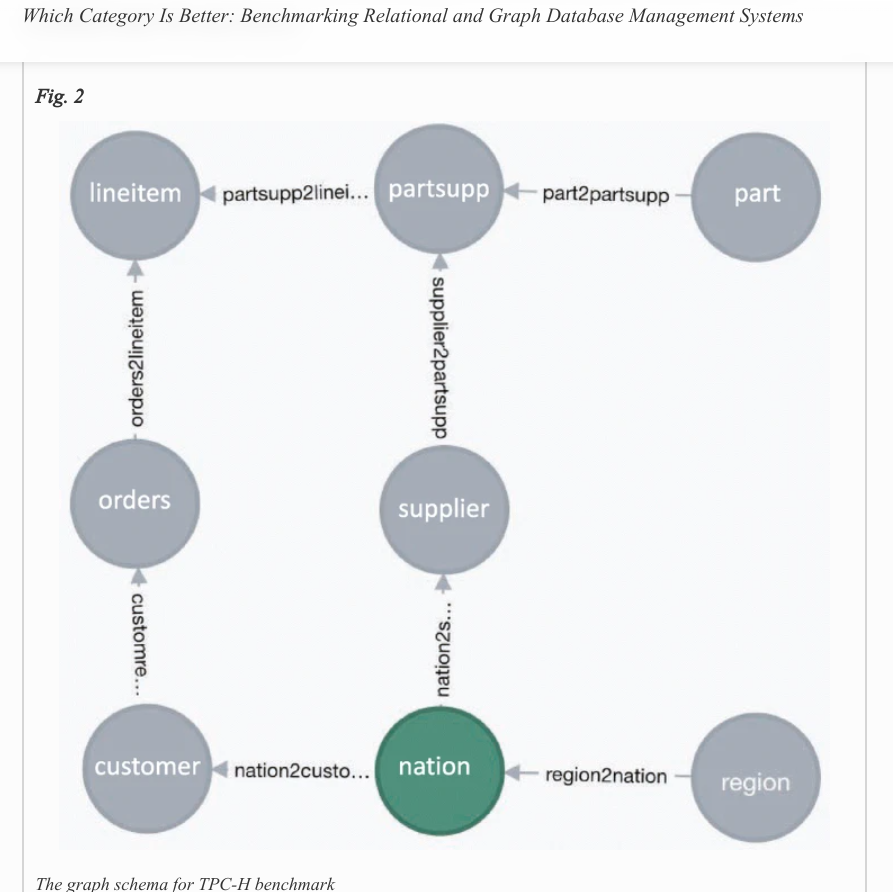 Which Category Is Better: Benchmarking Relational and Graph Database Management Systems
Fig. 2
lineitem
partsupp2linei...
partsupp
part2partsupp
part
orders2lineitem
supplier2partsupp
orders
supplier
customre...
nation2s...
customer
nation2custo...
nation
region2nation
region
The graph schema for TPC-H benchmark